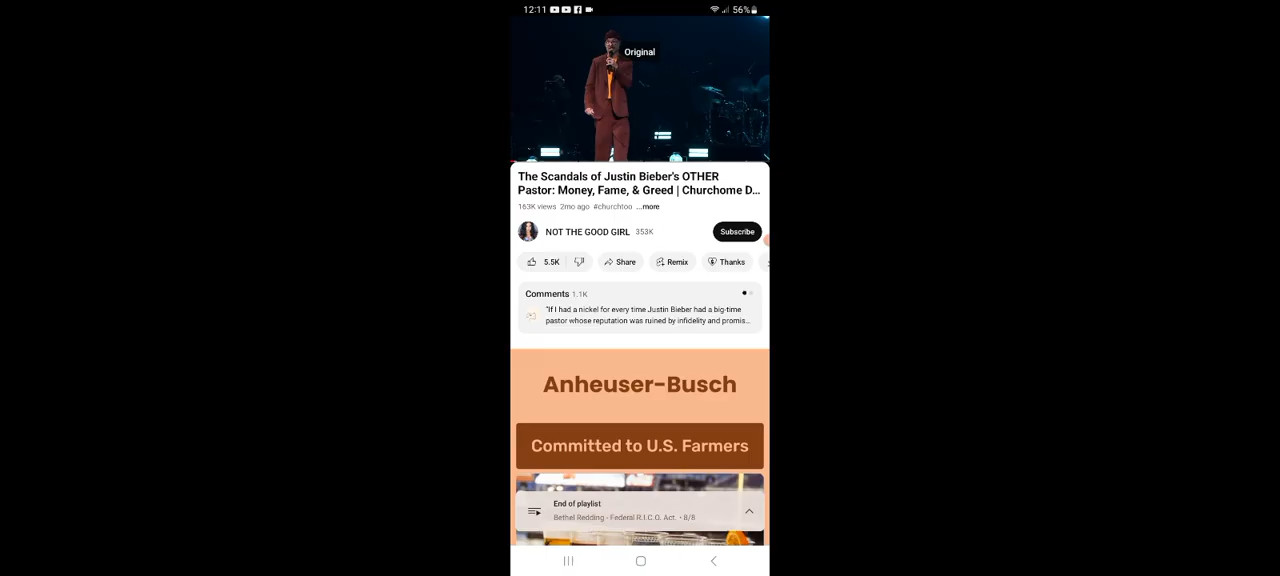 12:11
56%
Original
The Scandals of Justin Bieber's OTHER
Pastor: Money, Fame, & Greed | Churchome D...
163K views 2mo ago #churchtoo ...more
NOT THE GOOD GIRL 353K
Subscribe
5.5K
Share
Remix
Thanks
Comments 1.1K
"If I had a nickel for every time Justin Bieber had a big-time
pastor whose reputation was ruined by infidelity and promis...
Anheuser-Busch
Committed to U.S. Farmers
End of playlist
Bethel Redding - Federal R.I.C.O. Act. • 8/8